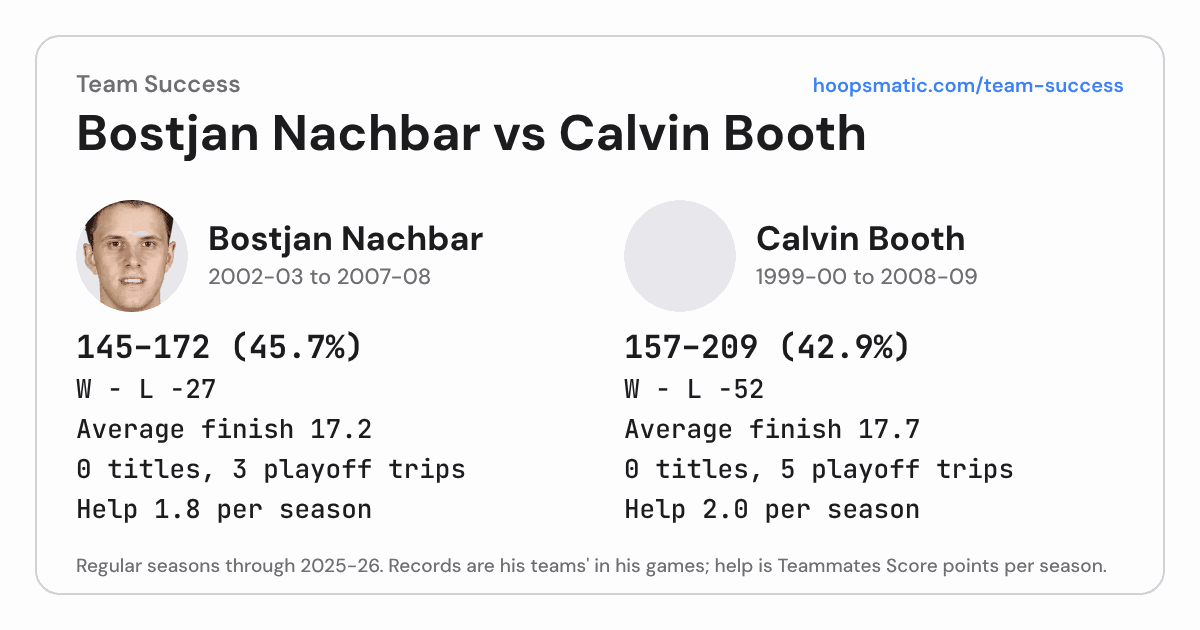 Team Success
hoopsmatic.com/team-success
Bostjan Nachbar vs Calvin Booth
Bostjan Nachbar
2002-03 to 2007-08
145-172 (45.7%)
W - L -27
Average finish 17.2
0 titles, 3 playoff trips
Help 1.8 per season
Calvin Booth
1999-00 to 2008-09
157-209 (42.9%)
W - L -52
Average finish 17.7
0 titles, 5 playoff trips
Help 2.0 per season
Regular seasons through 2025-26. Records are his teams' in his games; help is Teammates Score points per season.